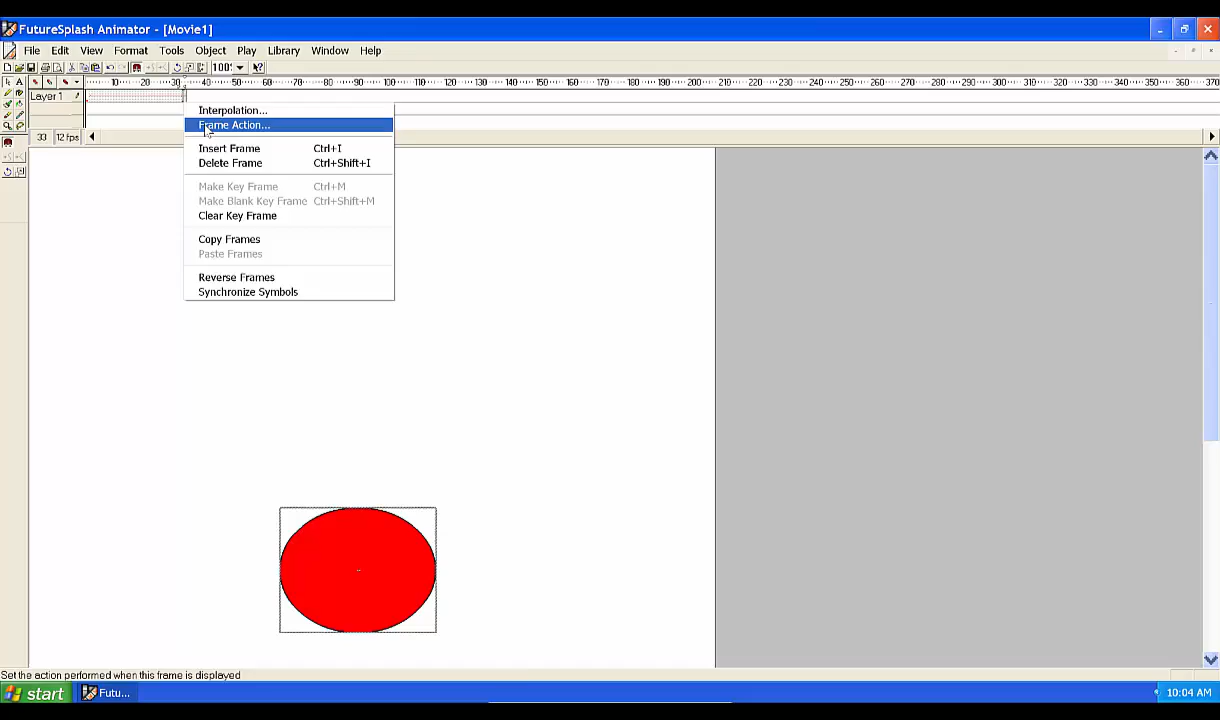 FutureSplash Animator - [Movie1]
File Edit View Format Tools Object Play Library Window Help
100%
10 20 30 40 50 60 70 80 90 100 110 120 130 140 150 160 170 180 190 200 210 220 230 240 250 260 270 280 290 300 310 320 330 340 350 360 370
Layer 1
33 12 fps
Interpolation...
Frame Action...
Insert Frame Ctrl+I
Delete Frame Ctrl+Shift+I
Make Key Frame Ctrl+M
Make Blank Key Frame Ctrl+Shift+M
Clear Key Frame
Copy Frames
Paste Frames
Reverse Frames
Synchronize Symbols
Set the action performed when this frame is displayed
start Futu... 10:04 AM